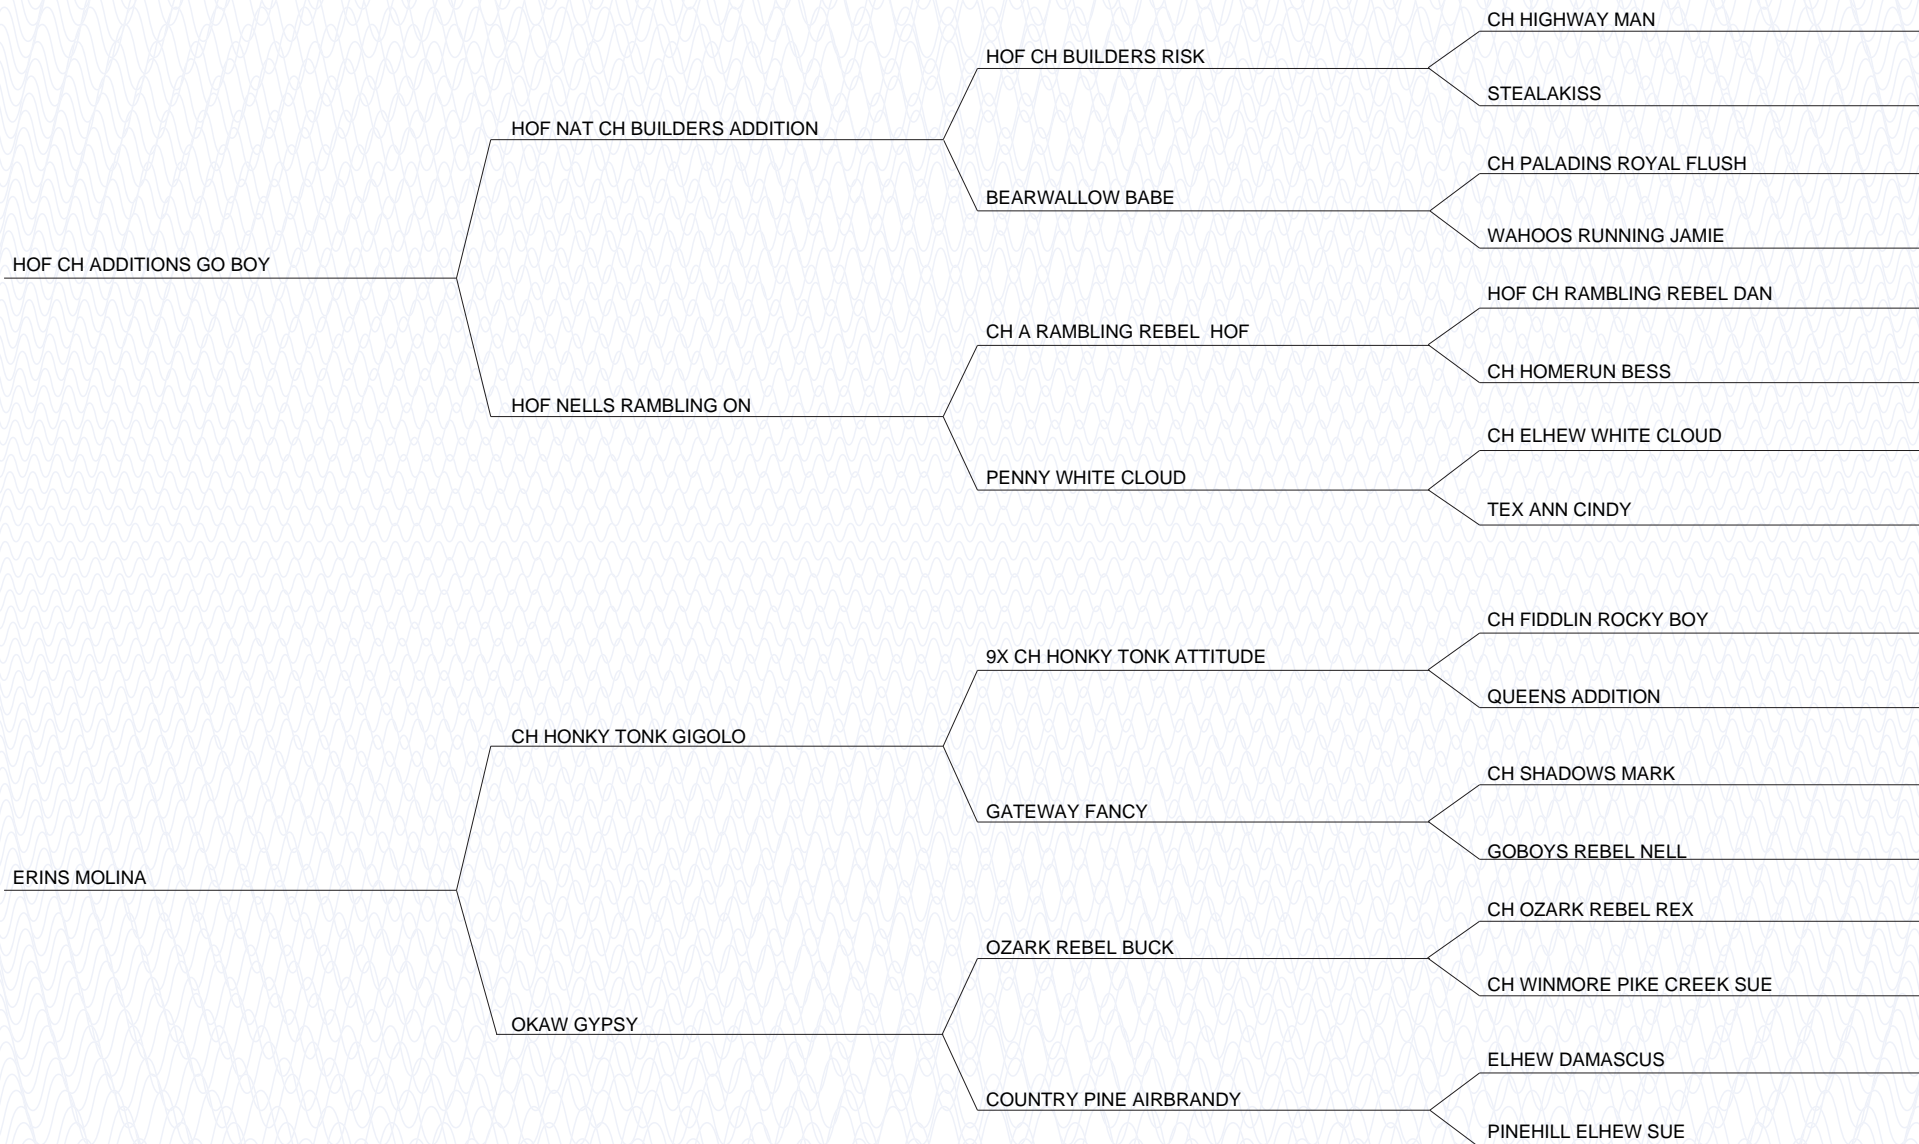 CH HIGHWAY MAN
HOF CH BUILDERS RISK
STEALAKISS
HOF NAT CH BUILDERS ADDITION
CH PALADINS ROYAL FLUSH
BEARWALLOW BABE
WAHOOS RUNNING JAMIE
HOF CH ADDITIONS GO BOY
HOF CH RAMBLING REBEL DAN
CH A RAMBLING REBEL  HOF
CH HOMERUN BESS
HOF NELLS RAMBLING ON
CH ELHEW WHITE CLOUD
PENNY WHITE CLOUD
TEX ANN CINDY
CH FIDDLIN ROCKY BOY
9X CH HONKY TONK ATTITUDE
QUEENS ADDITION
CH HONKY TONK GIGOLO
CH SHADOWS MARK
GATEWAY FANCY
GOBOYS REBEL NELL
ERINS MOLINA
CH OZARK REBEL REX
OZARK REBEL BUCK
CH WINMORE PIKE CREEK SUE
OKAW GYPSY
ELHEW DAMASCUS
COUNTRY PINE AIRBRANDY
PINEHILL ELHEW SUE